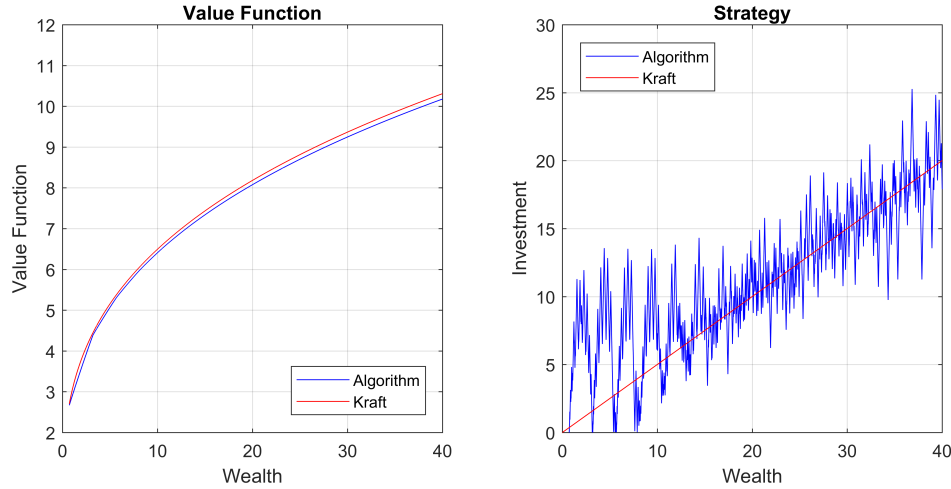 Value Function
12
11
10
9
8
7
6
5
4
3
2
Value Function
Algorithm
Kraft
0
10
20
30
40
Wealth
Strategy
30
25
20
15
10
5
0
Investment
Algorithm
Kraft
0
10
20
30
40
Wealth